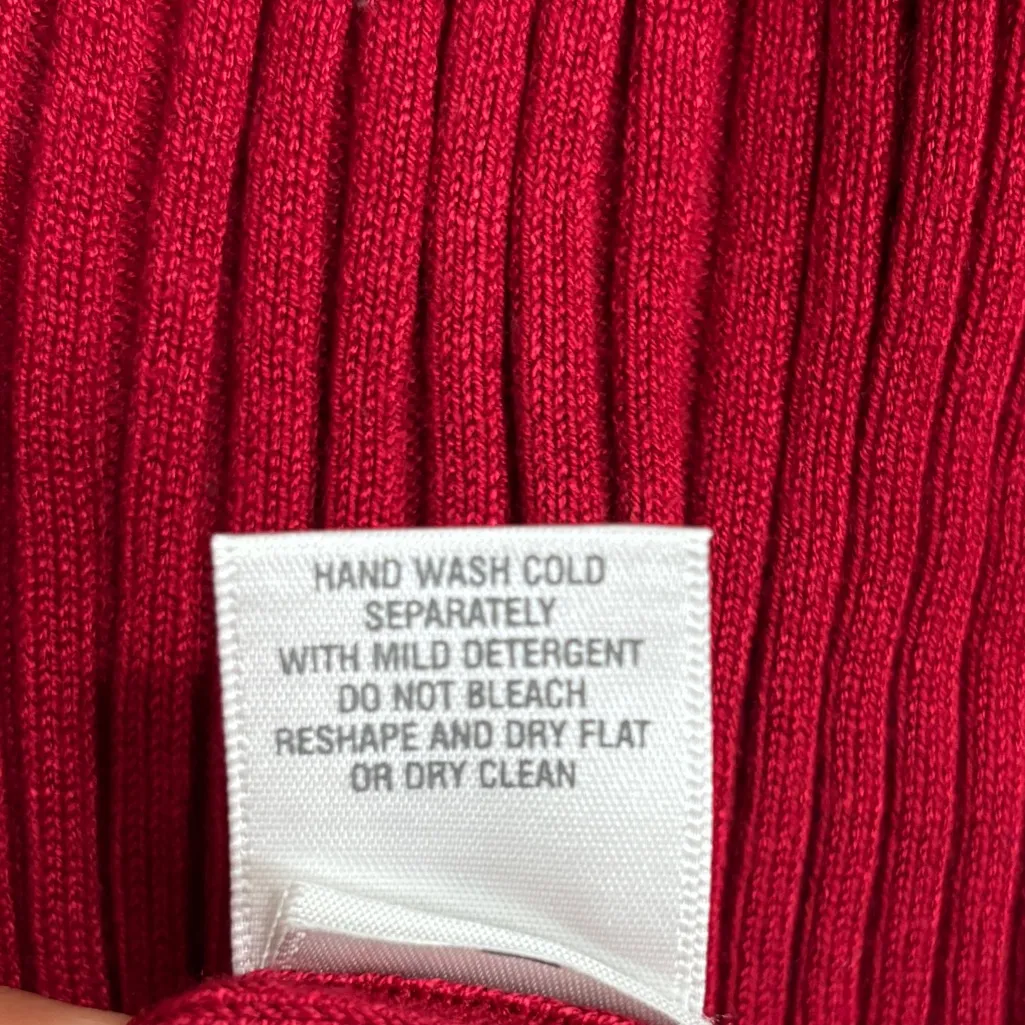 HAND WASH COLD
SEPARATELY
WITH MILD DETERGENT
DO NOT BLEACH
RESHAPE AND DRY FLAT
OR DRY CLEAN